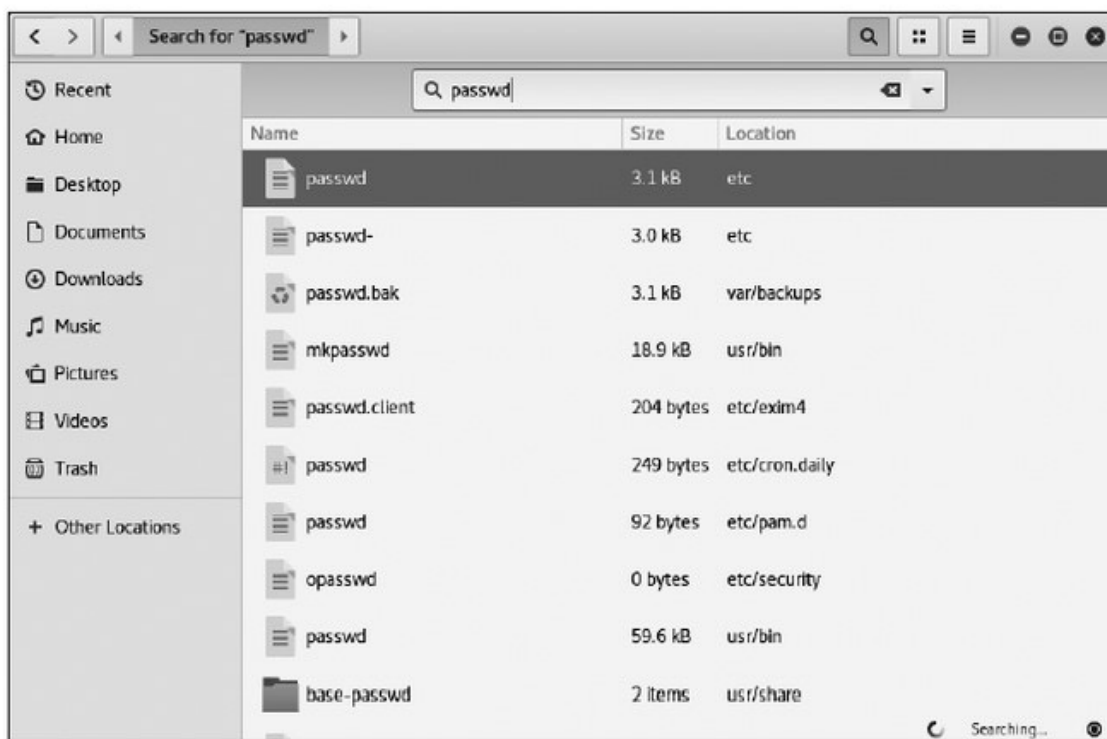 Search for "passwd"
passwd
Recent
Home
Desktop
Documents
Downloads
Music
Pictures
Videos
Trash
+ Other Locations
Name Size Location
passwd 3.1 kB etc
passwd- 3.0 kB etc
passwd.bak 3.1 kB var/backups
mkpasswd 18.9 kB usr/bin
passwd.client 204 bytes etc/exim4
#! passwd 249 bytes etc/cron.daily
passwd 92 bytes etc/pam.d
opasswd 0 bytes etc/security
passwd 59.6 kB usr/bin
base-passwd 2 items usr/share
Searching...